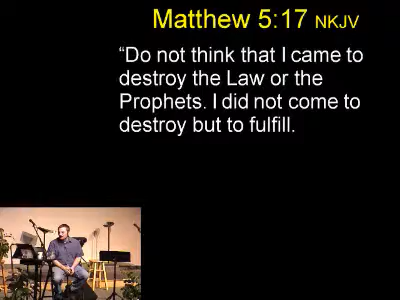 Matthew 5:17 NKJV
“Do not think that I came to
destroy the Law or the
Prophets. I did not come to
destroy but to fulfill.